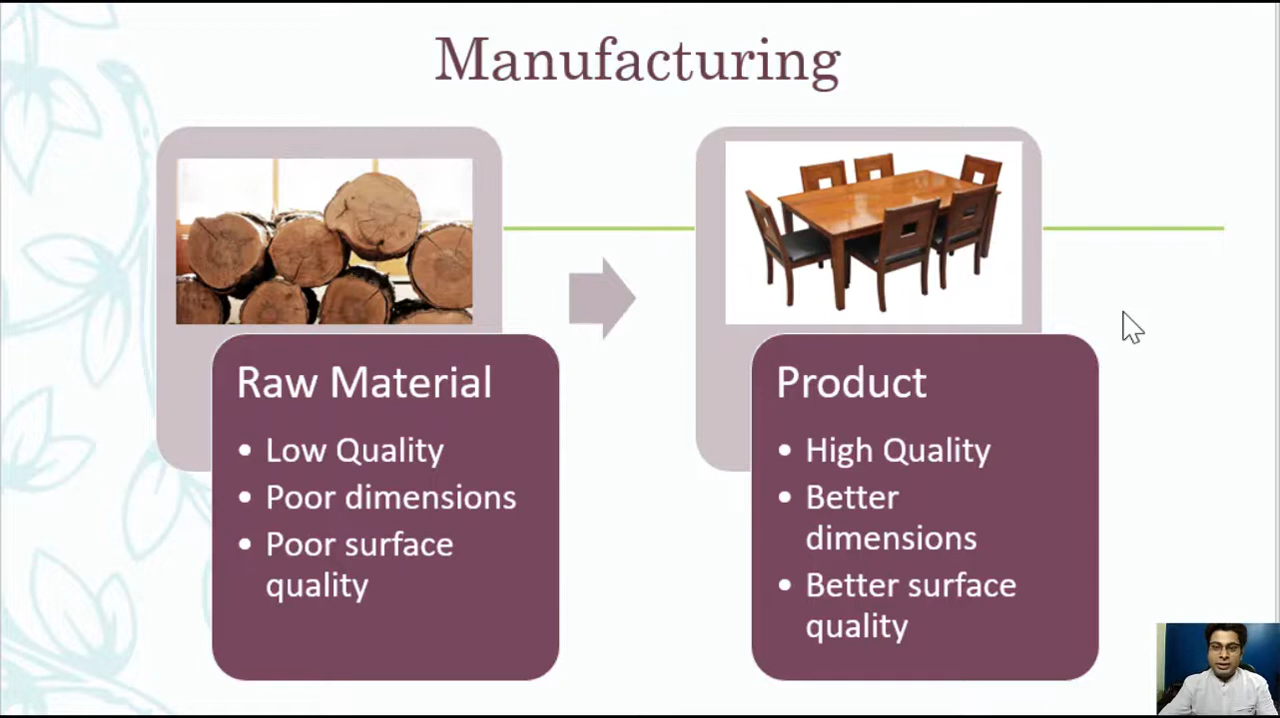 Manufacturing
Raw Material
• Low Quality
• Poor dimensions
• Poor surface
quality
Product
• High Quality
• Better
dimensions
• Better surface
quality